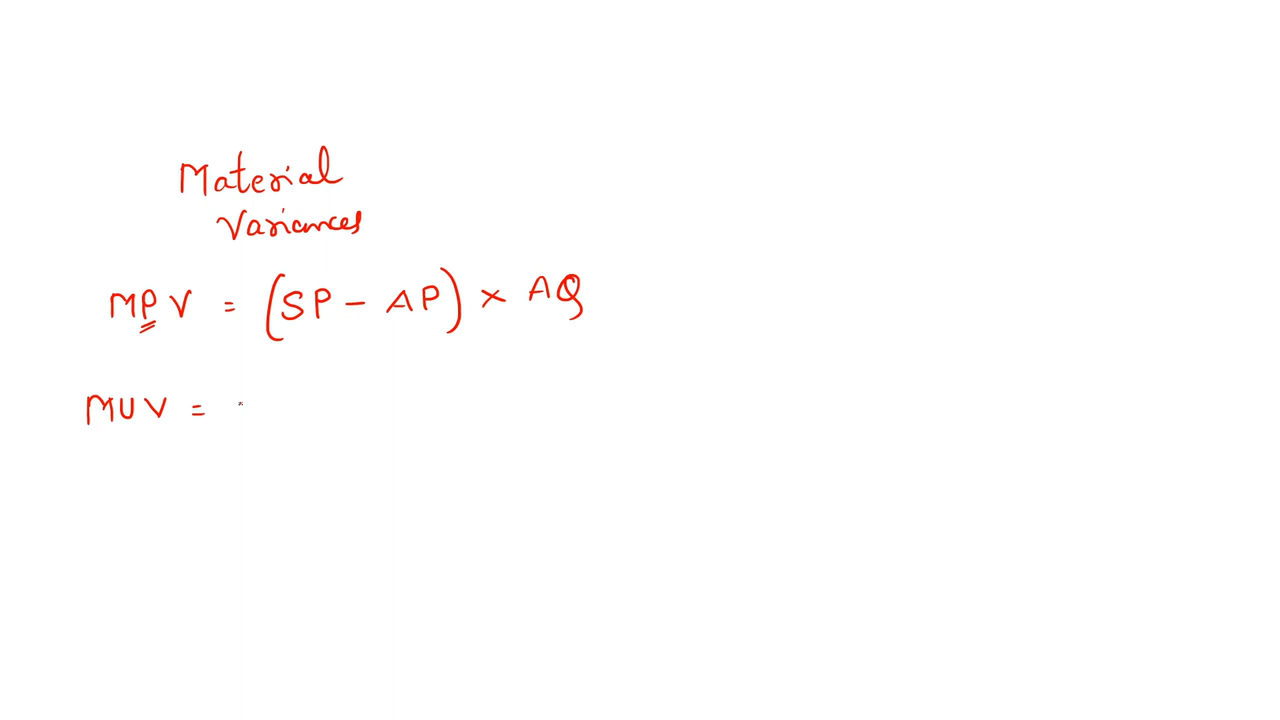 Material
Variances
MPV = (SP - AP) × AQ
MUV =